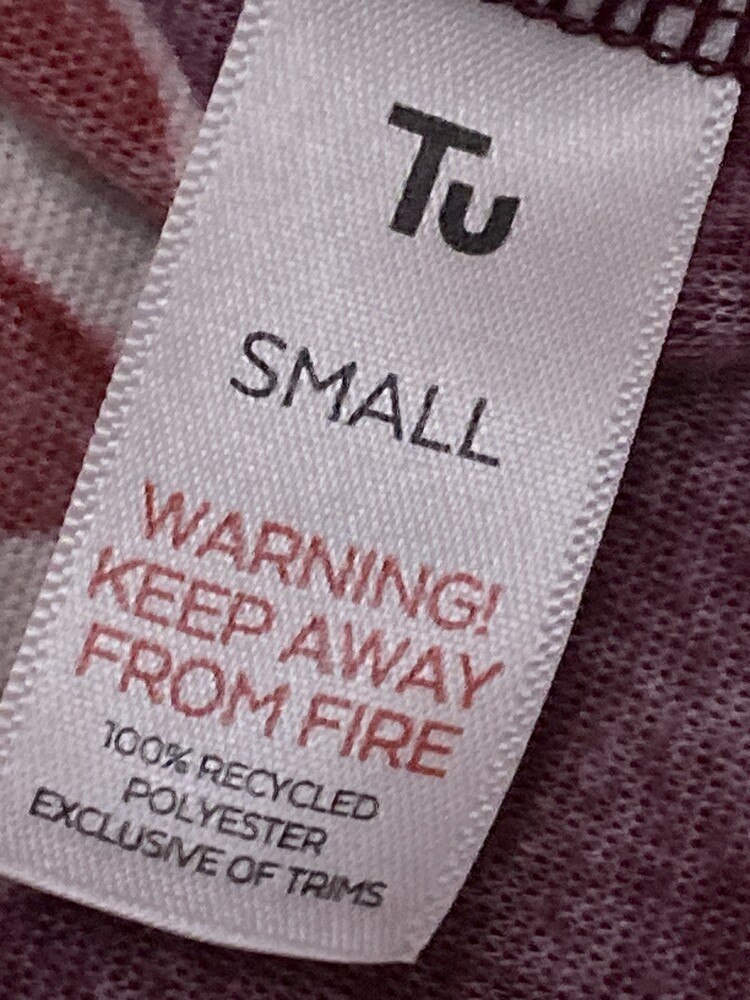 Tu
SMALL
WARNING!
KEEP AWAY
FROM FIRE
100% RECYCLED
POLYESTER
EXCLUSIVE OF TRIMS